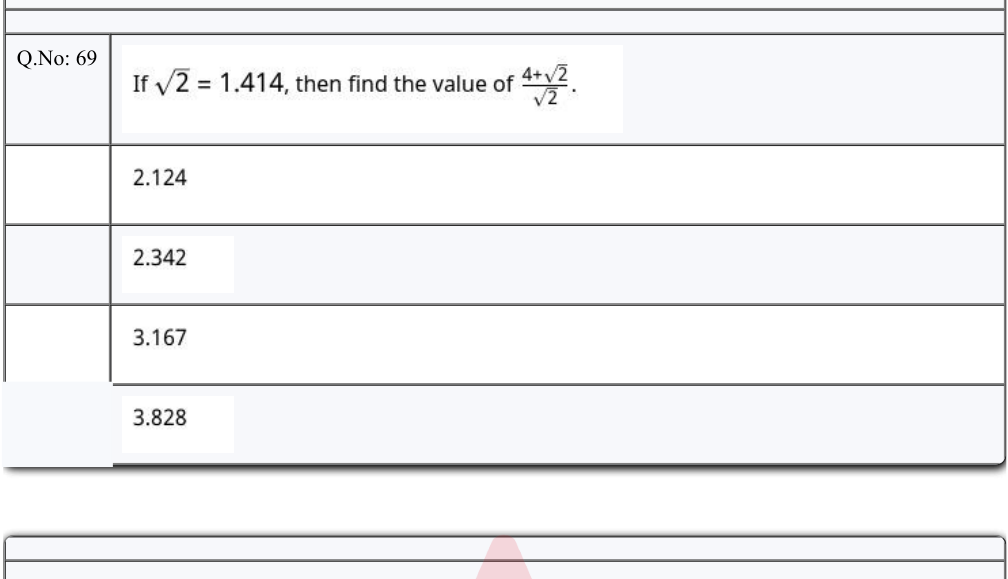 Q.No: 69
If √2 = 1.414, then find the value of (4+√2)/√2.
2.124
2.342
3.167
3.828